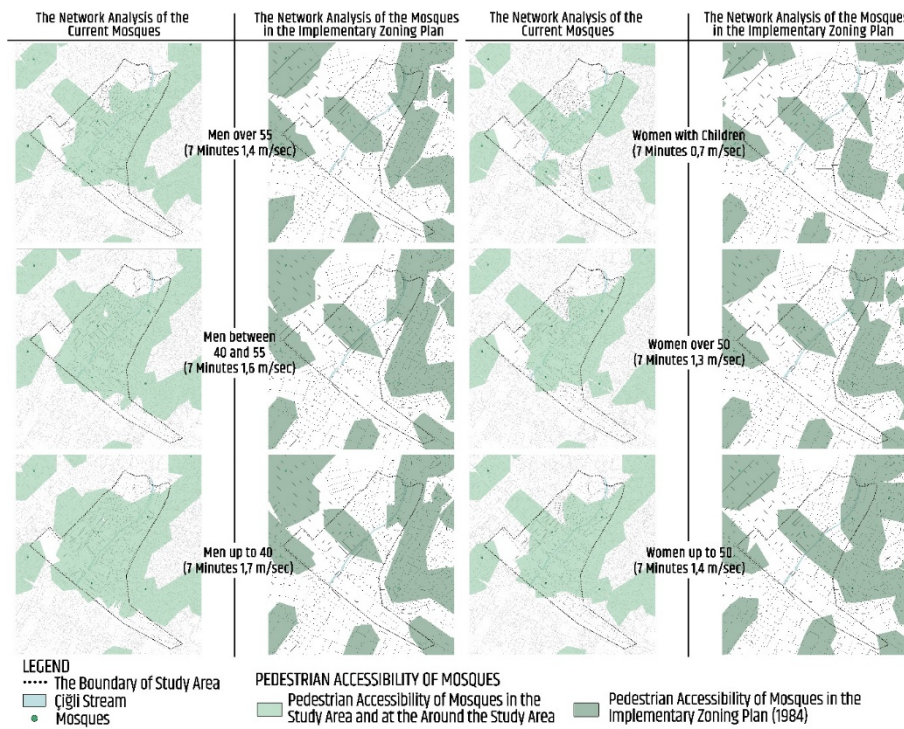 The Network Analysis of the
Current Mosques
The Network Analysis of the Mosques
in the Implementary Zoning Plan
The Network Analysis of the
Current Mosques
The Network Analysis of the Mosques
in the Implementary Zoning Plan
Men over 55
(7 Minutes 1,4 m/sec)
Women with Children
(7 Minutes 0,7 m/sec)
Men between
40 and 55
(7 Minutes 1,6 m/sec)
Women over 50
(7 Minutes 1,3 m/sec)
Men up to 40
(7 Minutes 1,7 m/sec)
Women up to 50
(7 Minutes 1,4 m/sec)
LEGEND
The Boundary of Study Area
Çiğli Stream
Mosques
PEDESTRIAN ACCESSIBILITY OF MOSQUES
Pedestrian Accessibility of Mosques in the
Study Area and at the Around the Study Area
Pedestrian Accessibility of Mosques in the
Implementary Zoning Plan (1984)